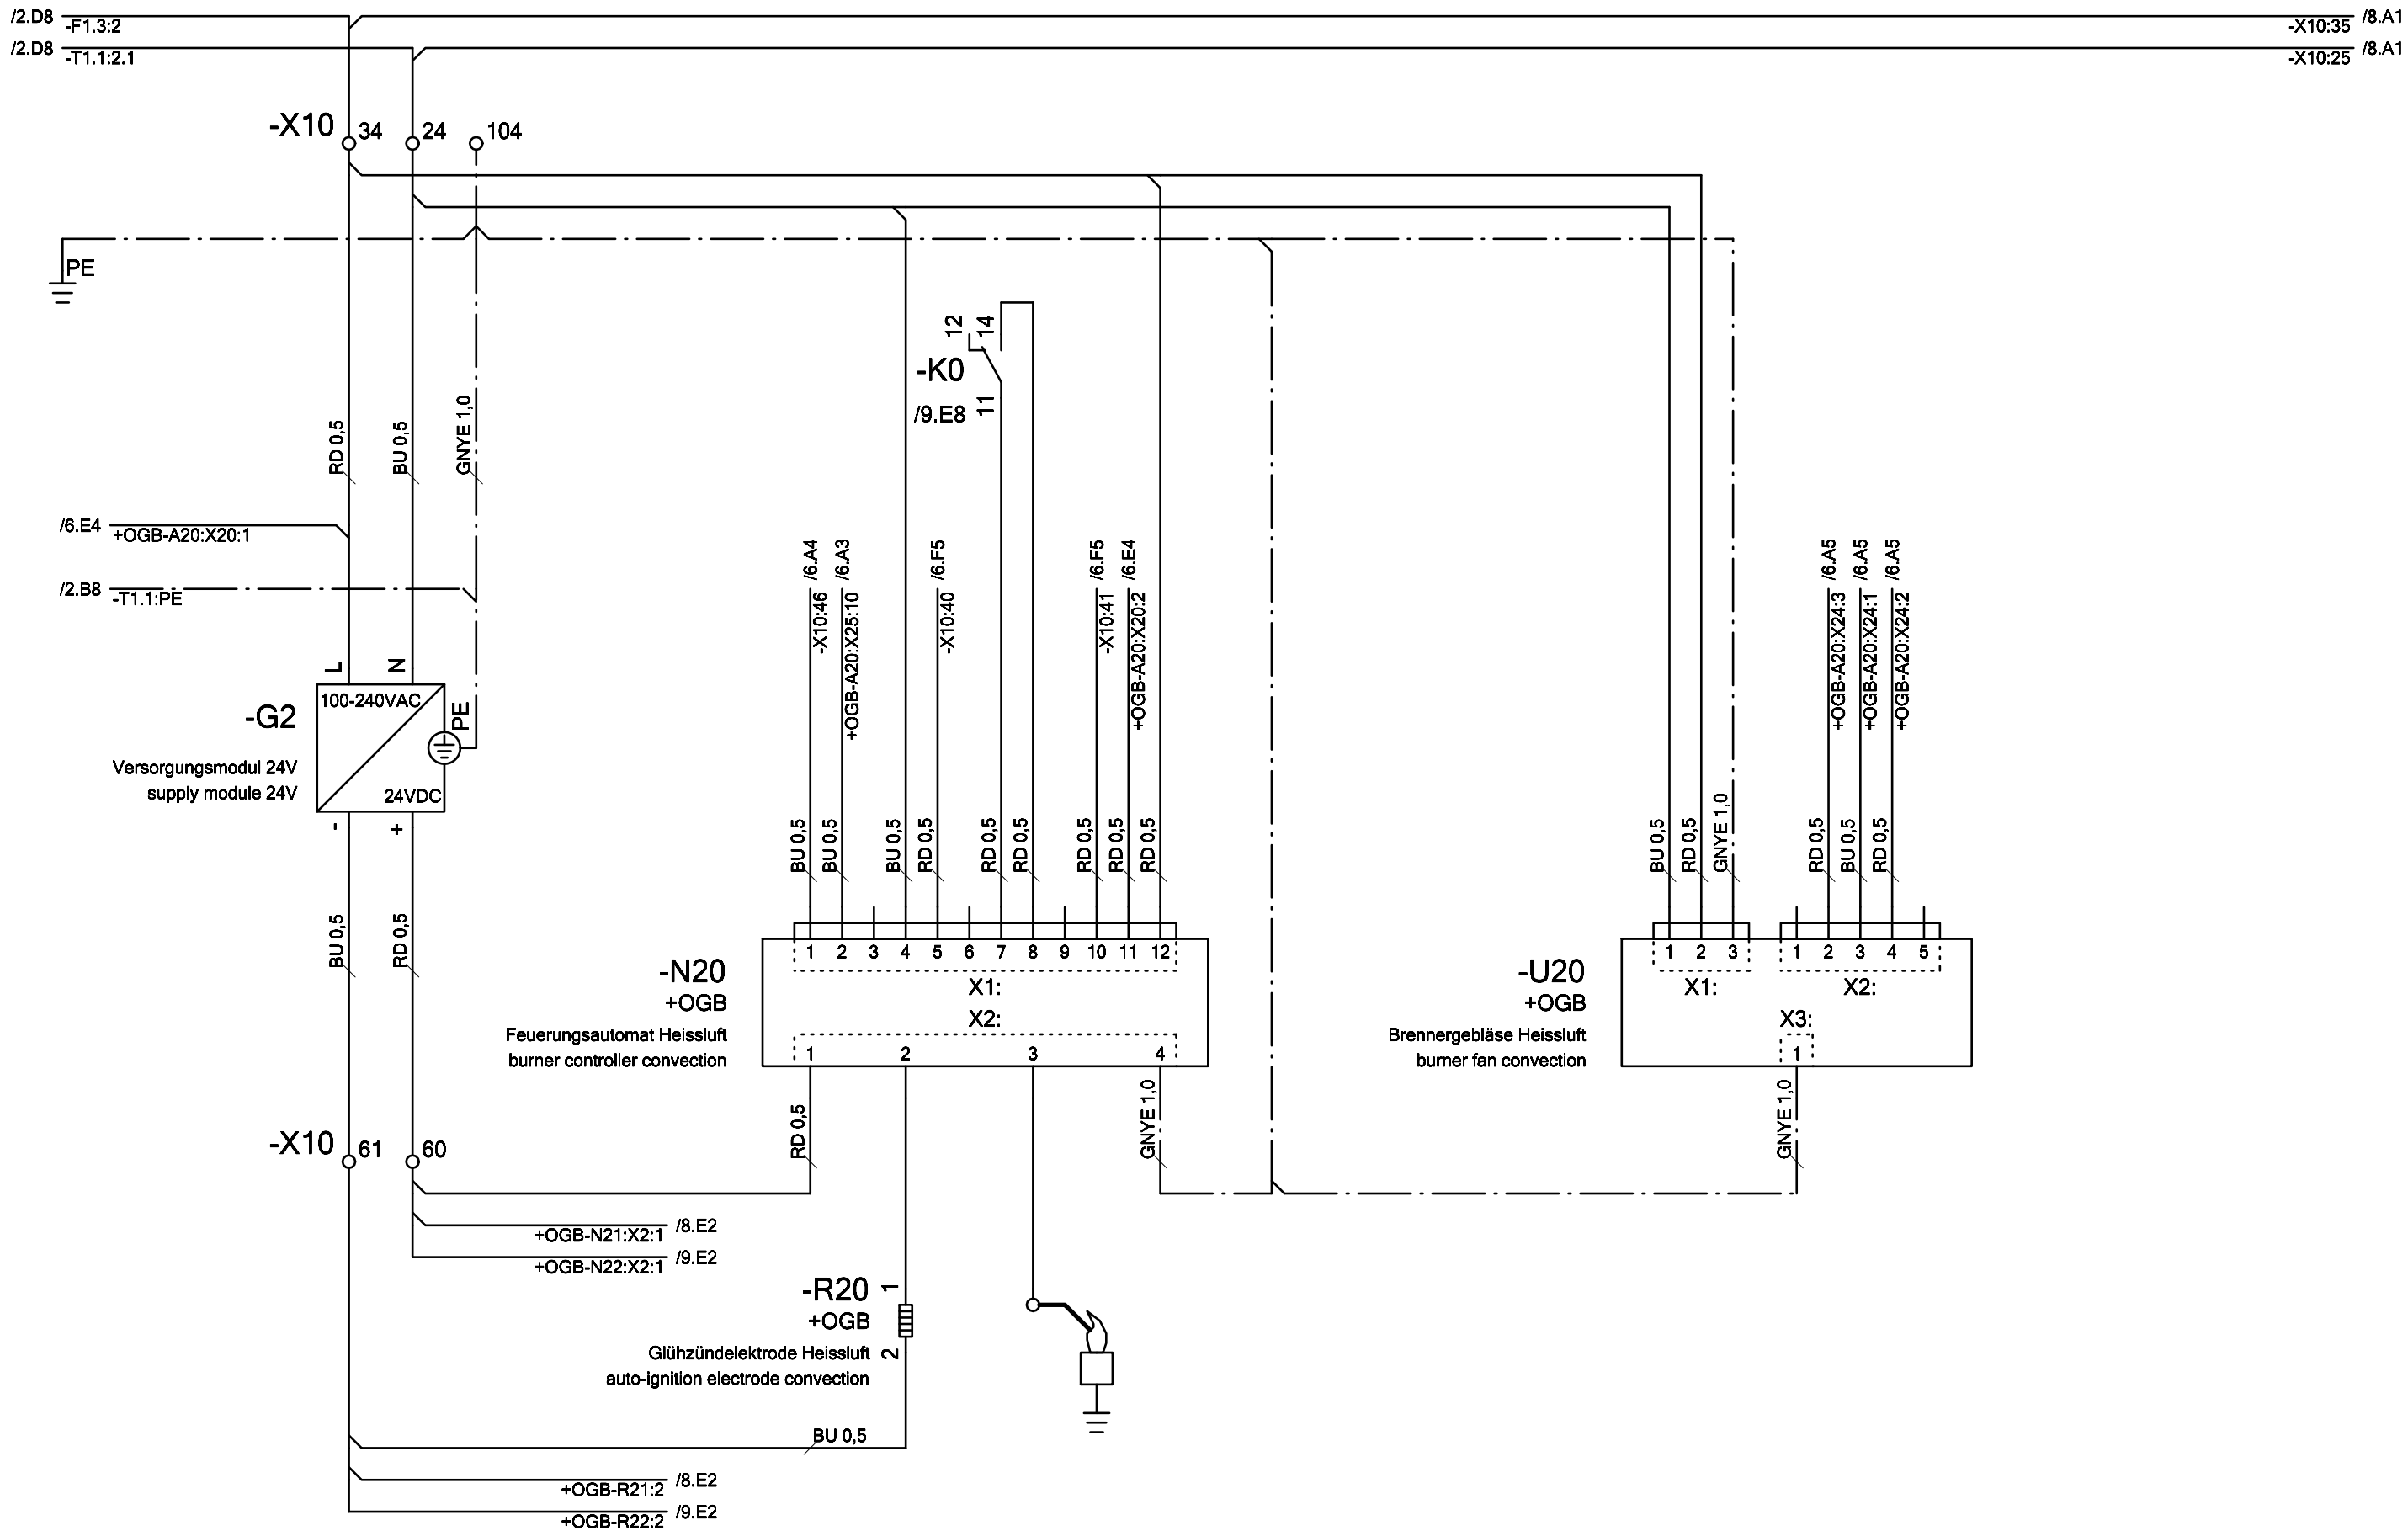 /2.D8
-F1.3:2
-X10:35
/8.A1
/2.D8
-T1.1:2.1
-X10:25
/8.A1
-X10
34
24
104
PE
12
14
-K0
/9.E8
11
RD 0,5
BU 0,5
GNYE 1,0
/6.E4
+OGB-A20:X20:1
/2.B8
-T1.1:PE
/6.A4
-X10:46
/6.A3
+OGB-A20:X25:10
/6.F5
-X10:40
/6.F5
-X10:41
/6.E4
+OGB-A20:X20:2
/6.A5
+OGB-A20:X24:3
/6.A5
+OGB-A20:X24:1
/6.A5
+OGB-A20:X24:2
L
N
100-240VAC
-G2
PE
Versorgungsmodul 24V
supply module 24V
24VDC
-
+
BU 0,5
BU 0,5
BU 0,5
RD 0,5
RD 0,5
RD 0,5
RD 0,5
RD 0,5
RD 0,5
BU 0,5
RD 0,5
GNYE 1,0
RD 0,5
BU 0,5
RD 0,5
BU 0,5
RD 0,5
1 2 3 4 5 6 7 8 9 10 11 12
1 2 3
1 2 3 4 5
-N20
+OGB
X1:
X2:
Feuerungsautomat Heissluft
burner controller convection
1 2 3 4
-U20
+OGB
X1:
X2:
X3:
Brennergebläse Heissluft
burner fan convection
1
RD 0,5
GNYE 1,0
GNYE 1,0
-X10
61
60
+OGB-N21:X2:1
/8.E2
+OGB-N22:X2:1
/9.E2
-R20
1
+OGB
Glühzündelektrode Heissluft
2
auto-ignition electrode convection
BU 0,5
+OGB-R21:2
/8.E2
+OGB-R22:2
/9.E2